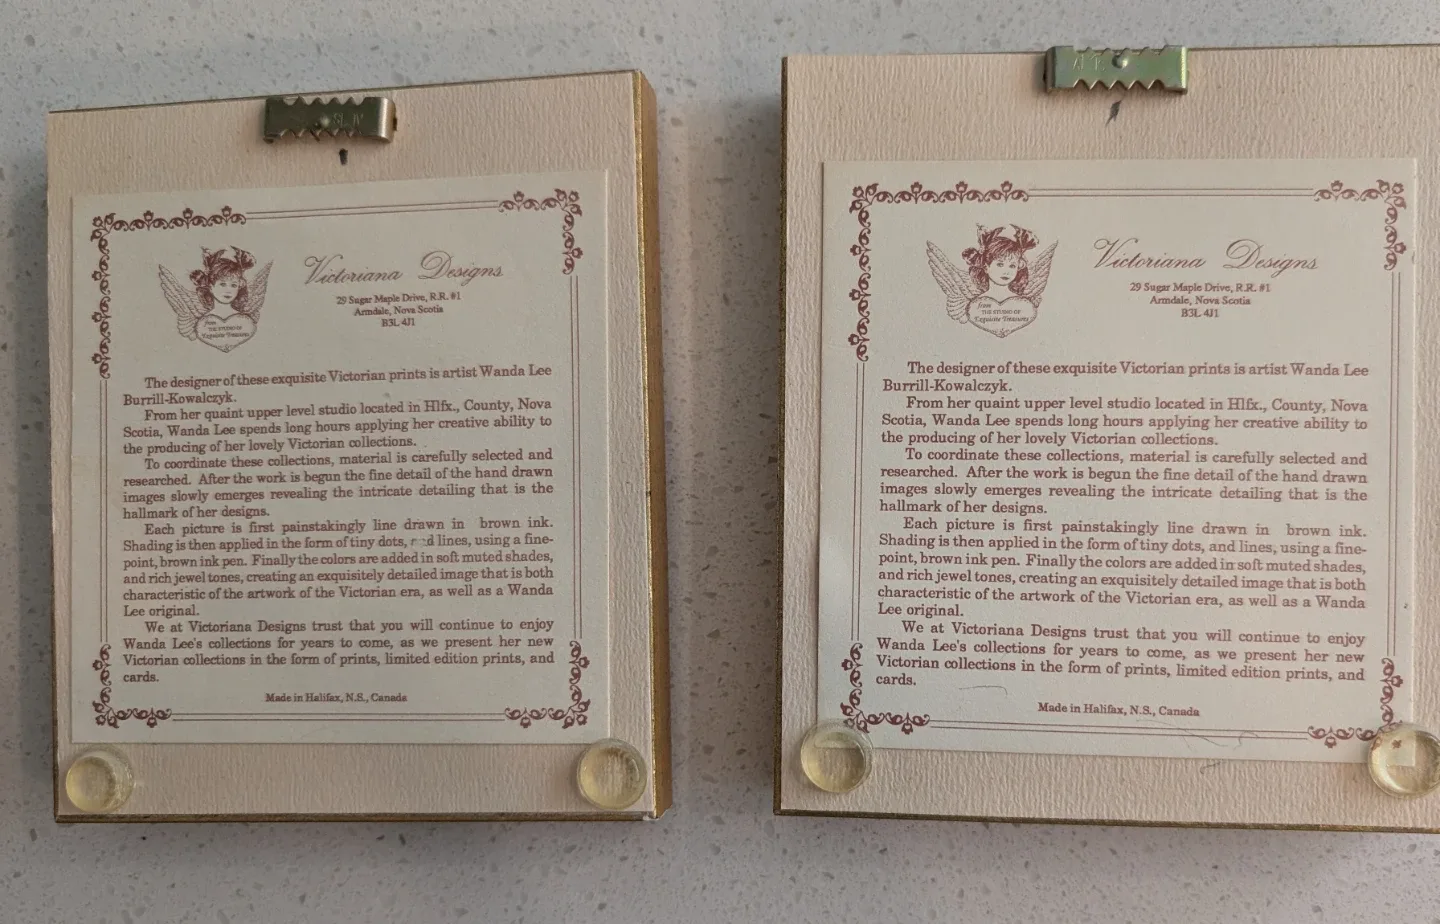 Victoriana Designs
29 Sugar Maple Drive, R.R. #1
Armdale, Nova Scotia
B3L 4J1
from
THE STUDIO OF
Exquisite Treasures
The designer of these exquisite Victorian prints is artist Wanda Lee
Burrill-Kowalczyk.
From her quaint upper level studio located in Hlfx., County, Nova
Scotia, Wanda Lee spends long hours applying her creative ability to
the producing of her lovely Victorian collections.
To coordinate these collections, material is carefully selected and
researched. After the work is begun the fine detail of the hand drawn
images slowly emerges revealing the intricate detailing that is the
hallmark of her designs.
Each picture is first painstakingly line drawn in brown ink.
Shading is then applied in the form of tiny dots, lines, using a fine-
point, brown ink pen. Finally the colors are added in soft muted shades,
and rich jewel tones, creating an exquisitely detailed image that is both
characteristic of the artwork of the Victorian era, as well as a Wanda
Lee original.
We at Victoriana Designs trust that you will continue to enjoy
Wanda Lee's collections for years to come, as we present her new
Victorian collections in the form of prints, limited edition prints, and
cards.
Made in Halifax, N.S., Canada
Victoriana Designs
29 Sugar Maple Drive, R.R. #1
Armdale, Nova Scotia
B3L 4J1
from
THE STUDIO OF
Exquisite Treasures
The designer of these exquisite Victorian prints is artist Wanda Lee
Burrill-Kowalczyk.
From her quaint upper level studio located in Hlfx., County, Nova
Scotia, Wanda Lee spends long hours applying her creative ability to
the producing of her lovely Victorian collections.
To coordinate these collections, material is carefully selected and
researched. After the work is begun the fine detail of the hand drawn
images slowly emerges revealing the intricate detailing that is the
hallmark of her designs.
Each picture is first painstakingly line drawn in brown ink.
Shading is then applied in the form of tiny dots, and lines, using a fine-
point, brown ink pen. Finally the colors are added in soft muted shades,
and rich jewel tones, creating an exquisitely detailed image that is both
characteristic of the artwork of the Victorian era, as well as a Wanda
Lee original.
We at Victoriana Designs trust that you will continue to enjoy
Wanda Lee's collections for years to come, as we present her new
Victorian collections in the form of prints, limited edition prints, and
cards.
Made in Halifax, N.S., Canada